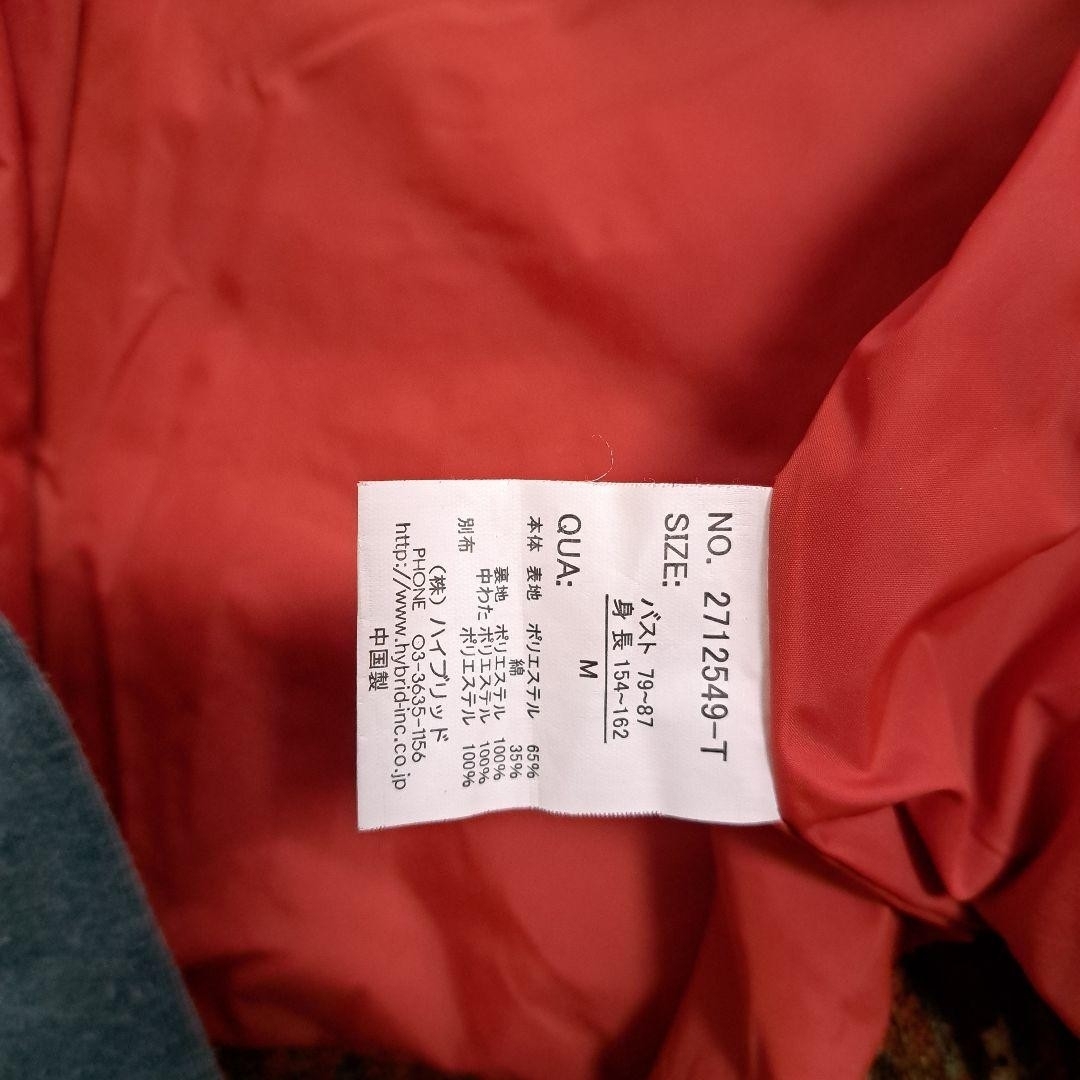 NO. 2712549-T
SIZE:
バスト 79~87
身長 154~162
M
QUA:
本体 表地 ポリエステル 65%
綿 35%
裏地 ポリエステル 100%
中わた ポリエステル 100%
別布 ポリエステル 100%
(株) ハイブリッド
PHONE 03-3635-1156
http://www.hybrid-inc.co.jp
中国製